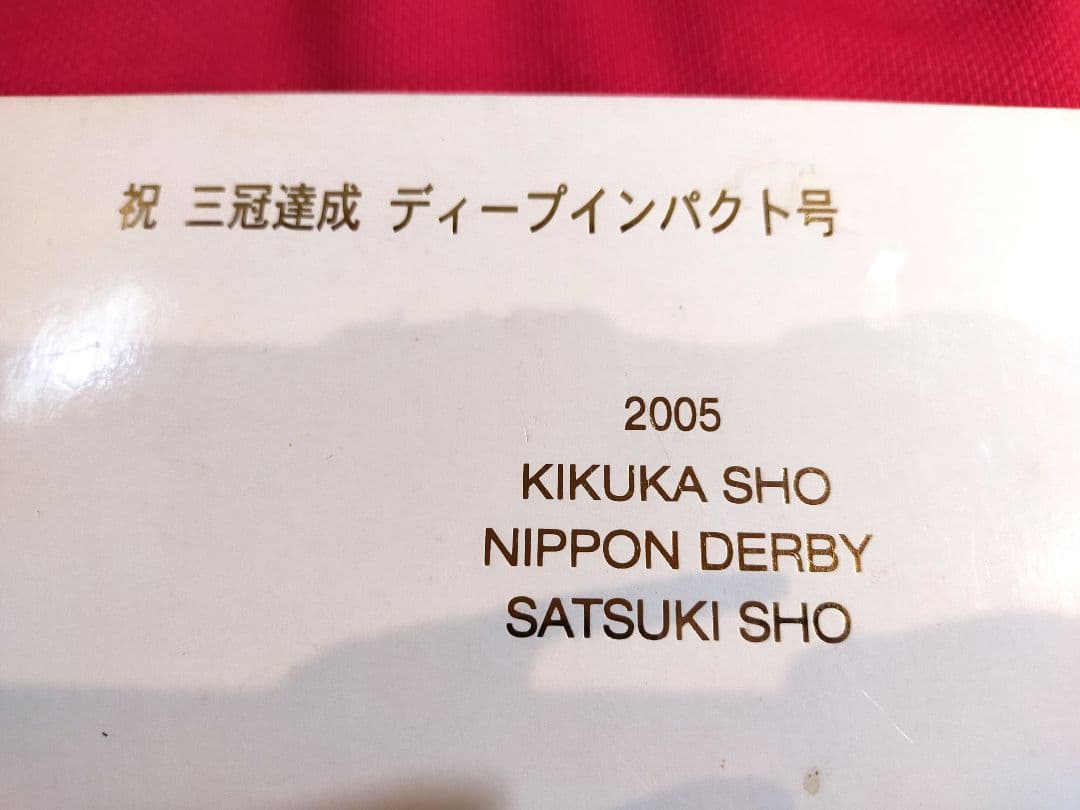 祝 三冠達成 ディープインパクト号
2005
KIKUKA SHO
NIPPON DERBY
SATSUKI SHO